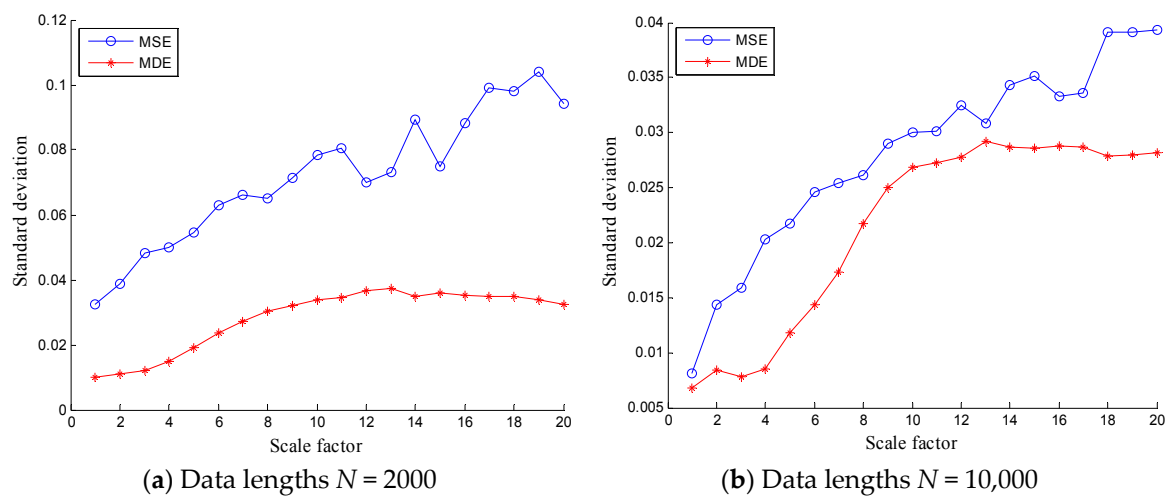 0.12
0.1
0.08
0.06
0.04
0.02
0
Standard deviation
MSE
MDE
0 2 4 6 8 10 12 14 16 18 20
Scale factor
(a) Data lengths N = 2000
0.04
0.035
0.03
0.025
0.02
0.015
0.01
0.005
Standard deviation
MSE
MDE
0 2 4 6 8 10 12 14 16 18 20
Scale factor
(b) Data lengths N = 10,000